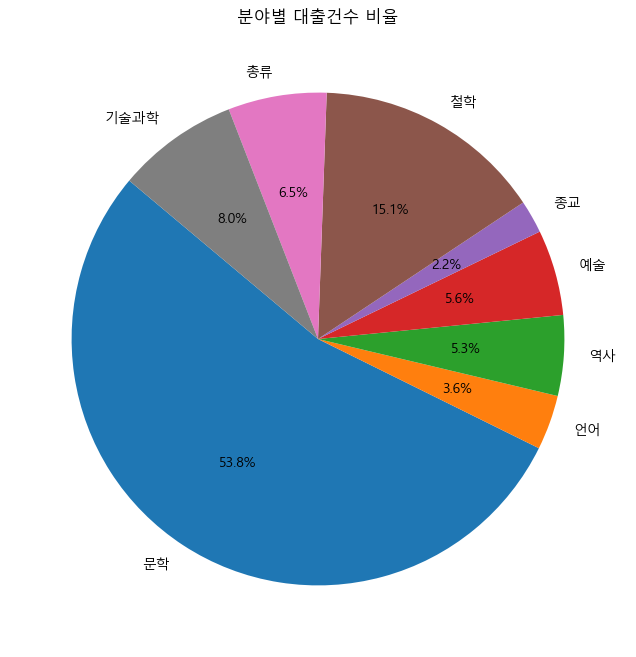 분야별 대출건수 비율
총류
철학
기술과학
종교
6.5%
15.1%
8.0%
2.2%
예술
5.6%
5.3%
역사
3.6%
언어
53.8%
문학